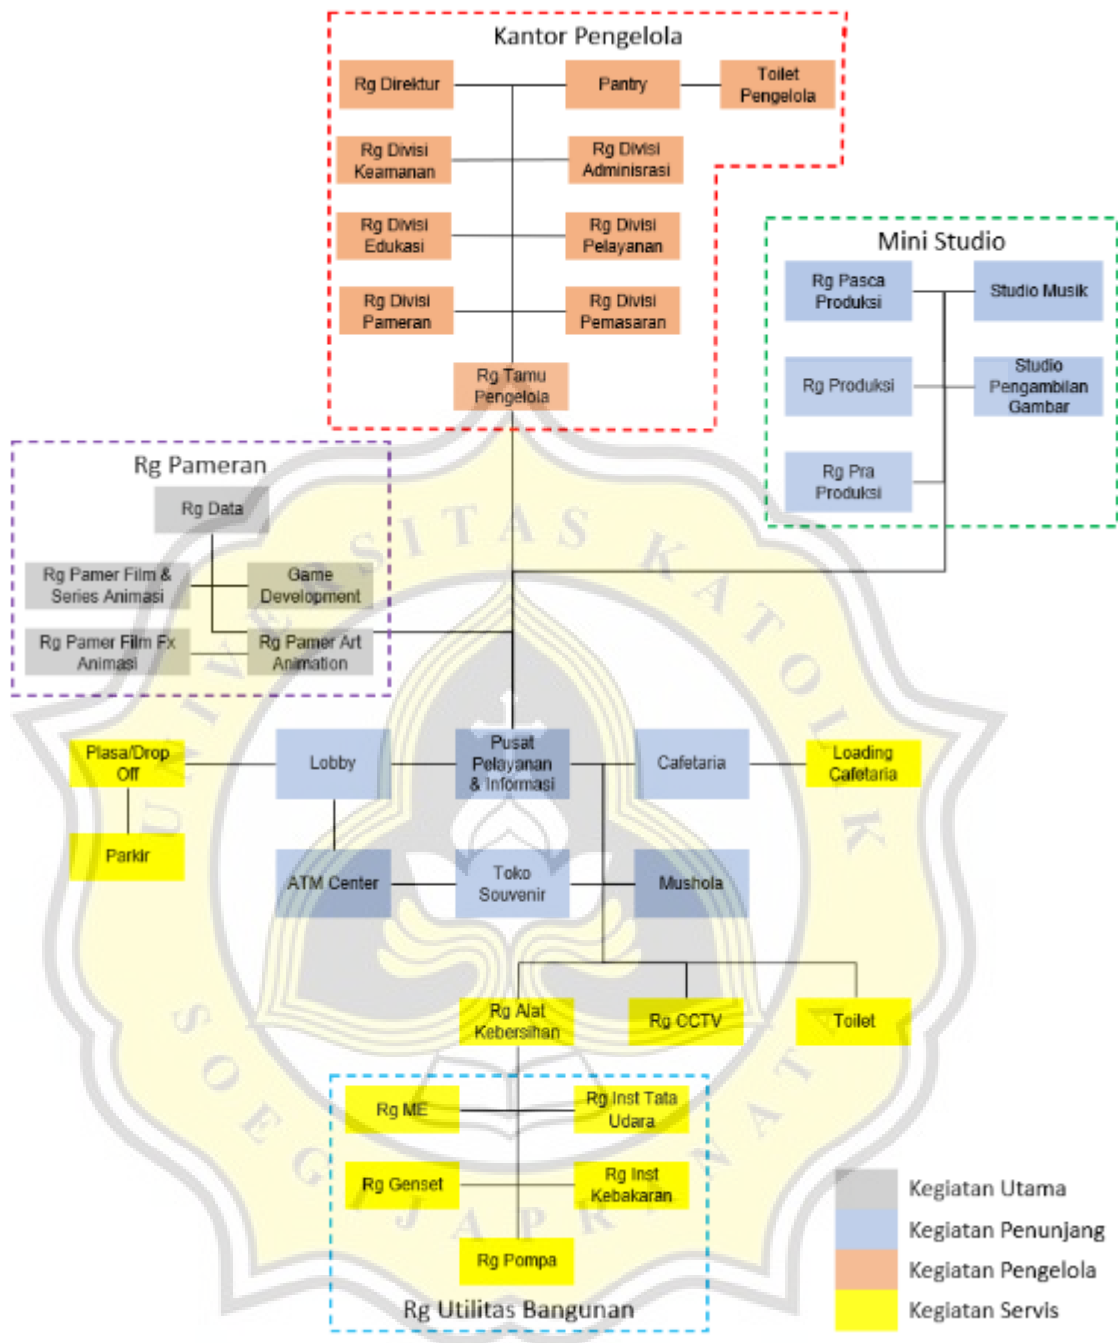 Kantor Pengelola
Rg Direktur
Pantry
Toilet
Pengelola
Rg Divisi
Keamanan
Rg Divisi
Adminisrasi
Rg Divisi
Edukasi
Rg Divisi
Pelayanan
Rg Divisi
Pameran
Rg Divisi
Pemasaran
Rg Tamu
Pengelola
Mini Studio
Rg Pasca
Produksi
Studio Musik
Rg Produksi
Studio
Pengambilan
Gambar
Rg Pra
Produksi
Rg Pameran
Rg Data
Rg Pamer Film &
Series Animasi
Game
Development
Rg Pamer Film Fx
Animasi
Rg Pamer Art
Animation
Plasa/Drop
Off
Lobby
Pusat
Pelayanan
& Informasi
Cafetaria
Loading
Cafetaria
Parkir
ATM Center
Toko
Souvenir
Mushola
Rg Alat
Kebersihan
Rg CCTV
Toilet
Rg ME
Rg Inst Tata
Udara
Rg Genset
Rg Inst
Kebakaran
Rg Pompa
Rg Utilitas Bangunan
Kegiatan Utama
Kegiatan Penunjang
Kegiatan Pengelola
Kegiatan Servis
UNIVERSITAS KATOLIK
SOEGIJAPRANATA